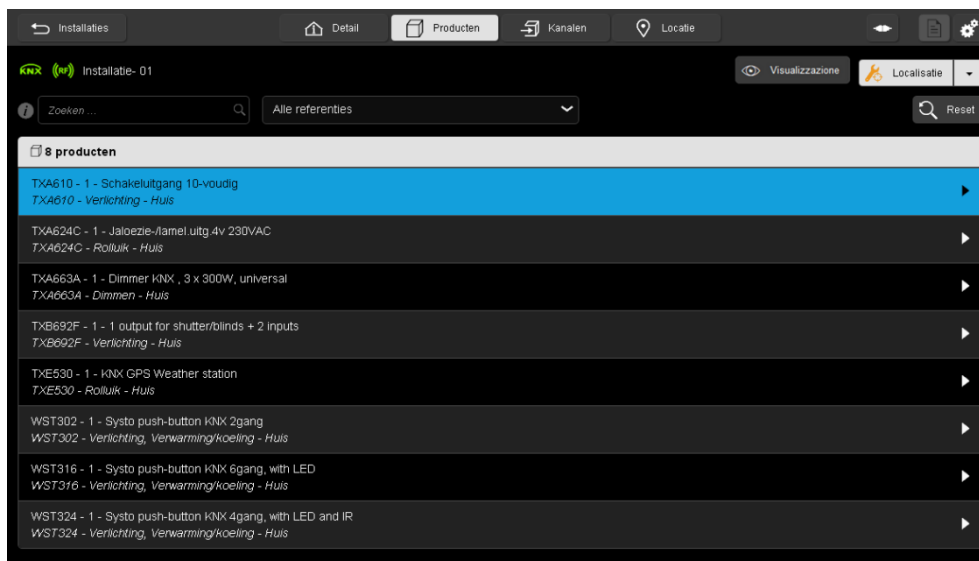 Installaties
Detail
Producten
Kanalen
Locatie
KNX ((RF)) Installatie- 01
Visualizzazione
Localisatie
Zoeken ...
Alle referenties
Reset
8 producten
TXA610 - 1 - Schakeluitgang 10-voudig
TXA610 - Verlichting - Huis
TXA624C - 1 - Jaloezie-/lamel.uitg.4v 230VAC
TXA624C - Rolluik - Huis
TXA663A - 1 - Dimmer KNX , 3 x 300W, universal
TXA663A - Dimmen - Huis
TXB692F - 1 - 1 output for shutter/blinds + 2 inputs
TXB692F - Verlichting - Huis
TXE530 - 1 - KNX GPS Weather station
TXE530 - Rolluik - Huis
WST302 - 1 - Systo push-button KNX 2gang
WST302 - Verlichting, Verwarming/koeling - Huis
WST316 - 1 - Systo push-button KNX 6gang, with LED
WST316 - Verlichting, Verwarming/koeling - Huis
WST324 - 1 - Systo push-button KNX 4gang, with LED and IR
WST324 - Verlichting, Verwarming/koeling - Huis